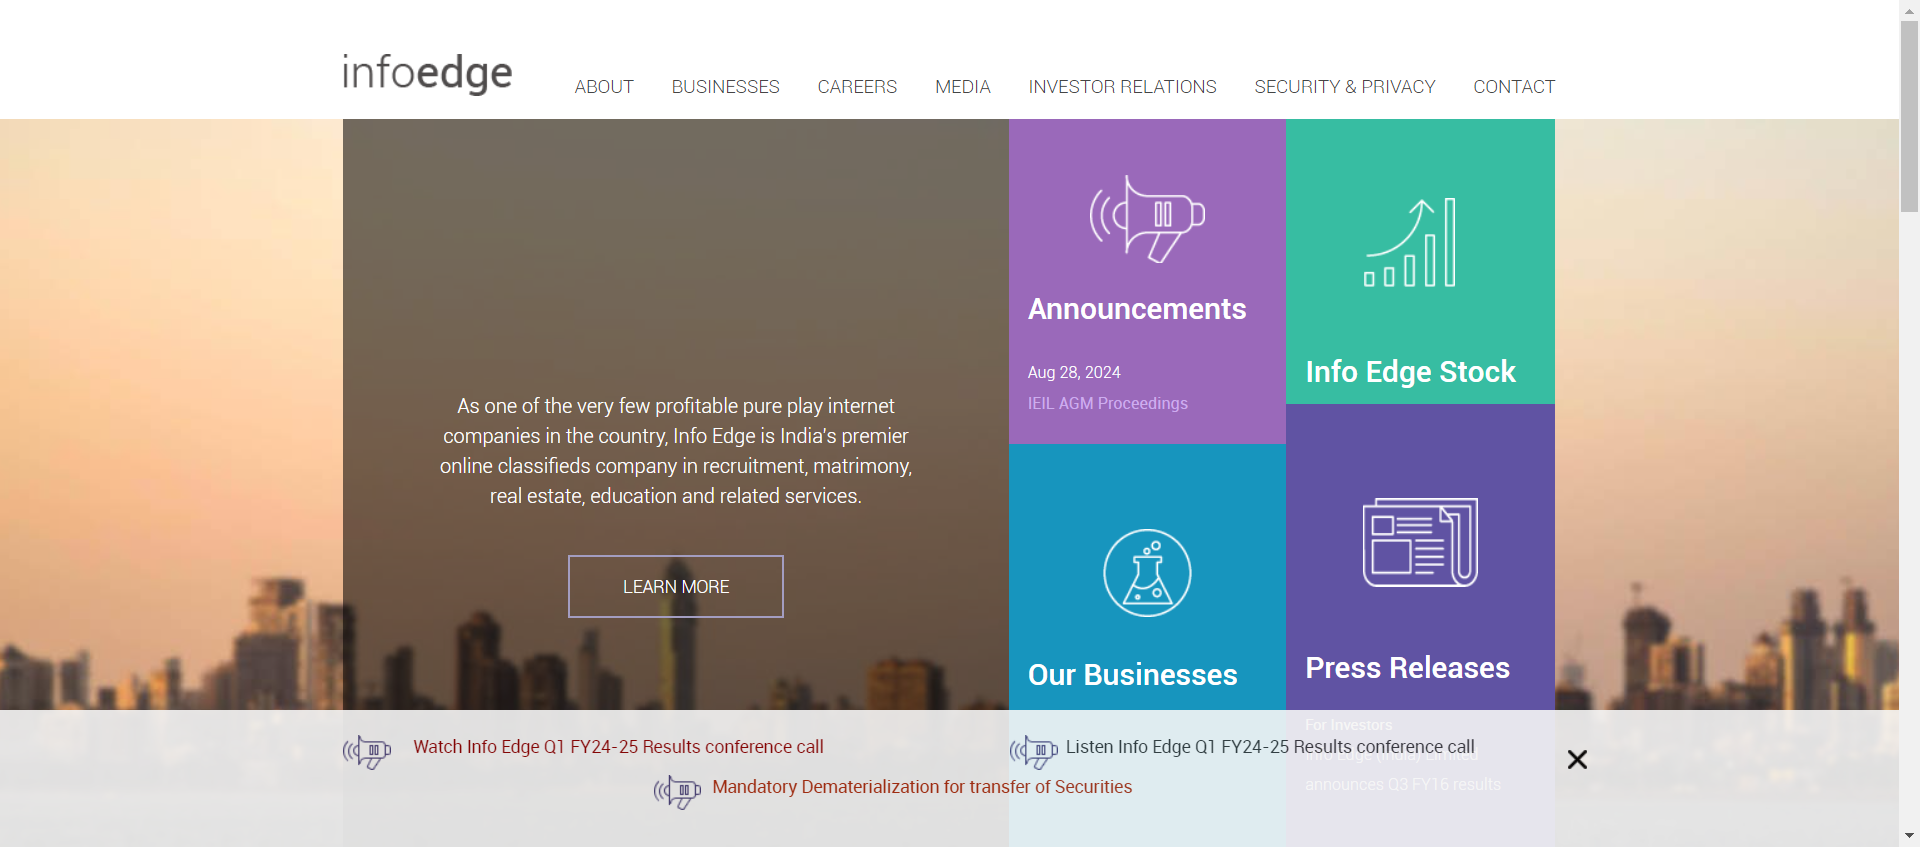 infoedge
ABOUT BUSINESSES CAREERS MEDIA INVESTOR RELATIONS SECURITY & PRIVACY CONTACT
As one of the very few profitable pure play internet
companies in the country, Info Edge is India's premier
online classifieds company in recruitment, matrimony,
real estate, education and related services.
LEARN MORE
Announcements
Aug 28, 2024
IEIL AGM Proceedings
Info Edge Stock
Our Businesses
Press Releases
For Investors
Info Edge (India) Limited
announces Q3 FY16 results
Watch Info Edge Q1 FY24-25 Results conference call
Listen Info Edge Q1 FY24-25 Results conference call
Mandatory Dematerialization for transfer of Securities